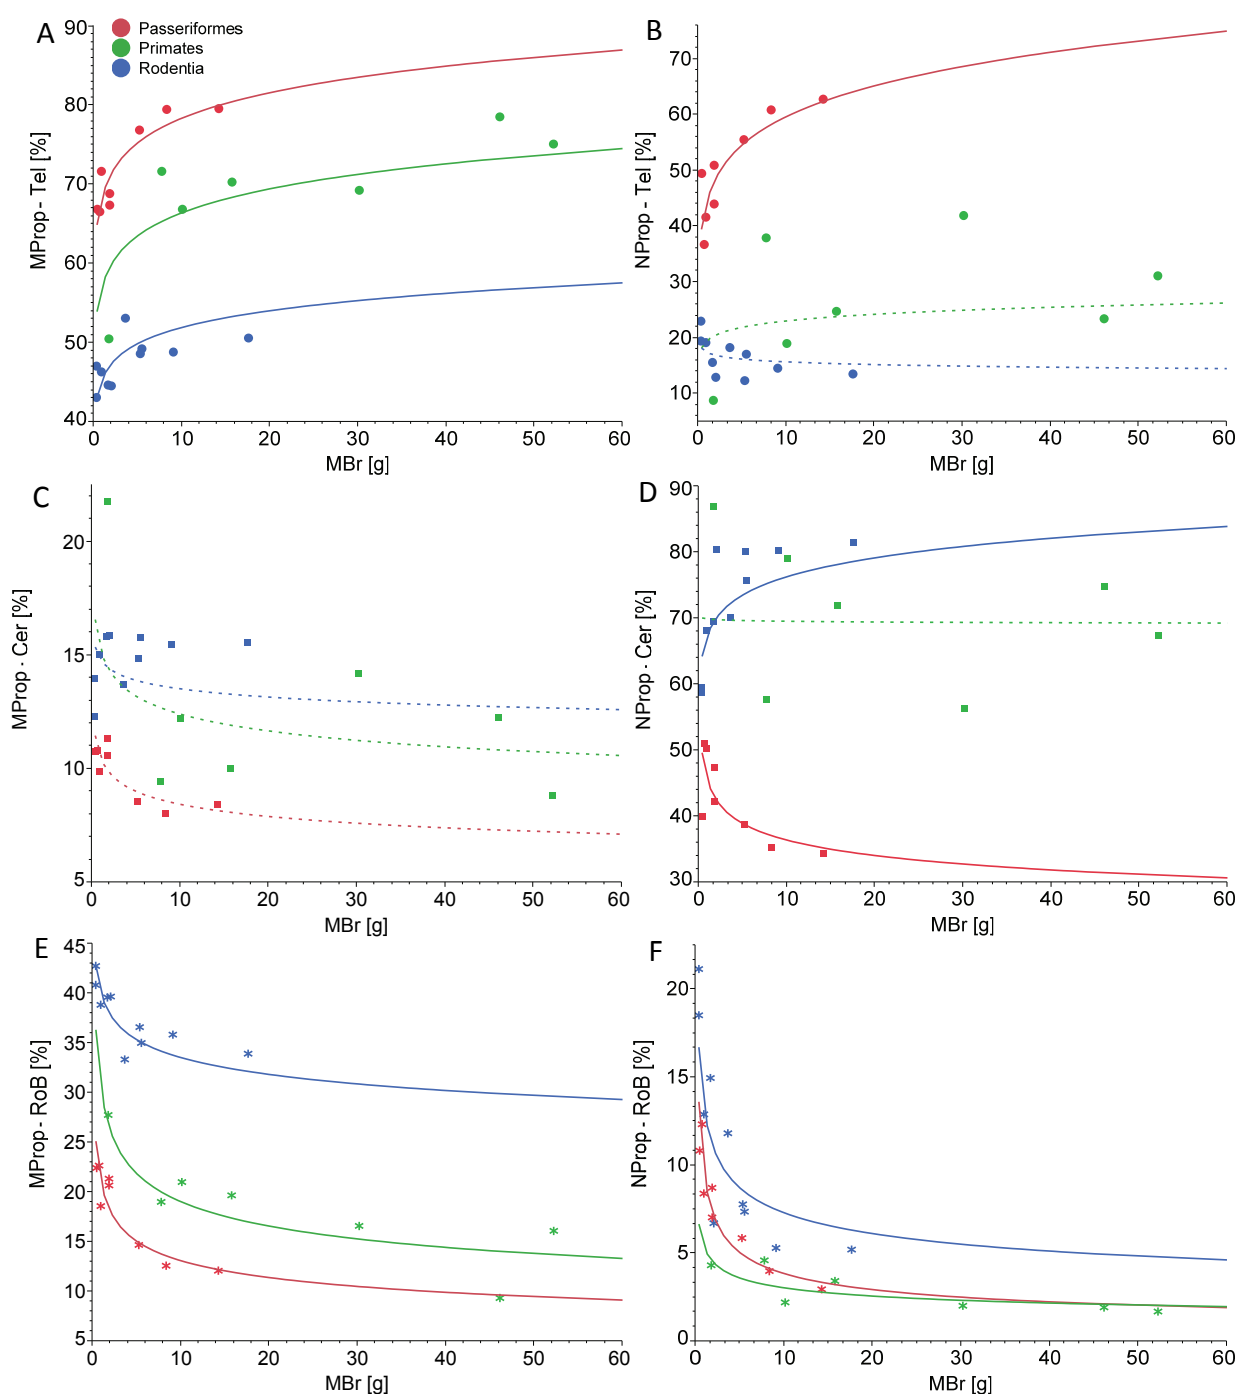 A
Passeriformes
Primates
Rodentia
MProp - Tel [%]
90
80
70
60
50
40
0 10 20 30 40 50 60
MBr [g]
B
NProp - Tel [%]
70
60
50
40
30
20
10
0 10 20 30 40 50 60
MBr [g]
C
MProp - Cer [%]
20
15
10
5
0 10 20 30 40 50 60
MBr [g]
D
NProp - Cer [%]
90
80
70
60
50
40
30
0 10 20 30 40 50 60
MBr [g]
E
MProp - RoB [%]
45
40
35
30
25
20
15
10
5
0 10 20 30 40 50 60
MBr [g]
F
NProp - RoB [%]
20
15
10
5
0
0 10 20 30 40 50 60
MBr [g]